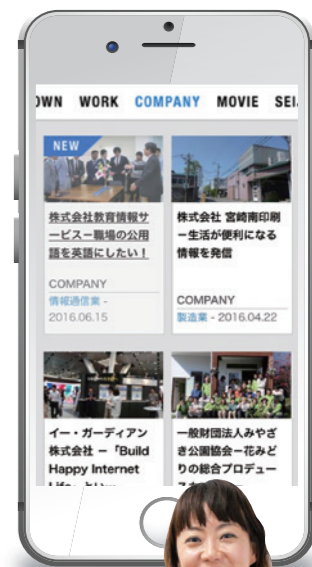 OWN WORK COMPANY MOVIE SEI
NEW
株式会社教育情報サ
ービスー職場の公用
語を英語にしたい！
COMPANY
情報通信業 -
2016.06.15
株式会社 宮崎南印刷
ー生活が便利になる
情報を発信
COMPANY
製造業 - 2016.04.22
イー・ガーディアン
株式会社 ー「Build
Happy Internet
一般財団法人みやざ
き公園協会ー花みど
りの総合プロデュー